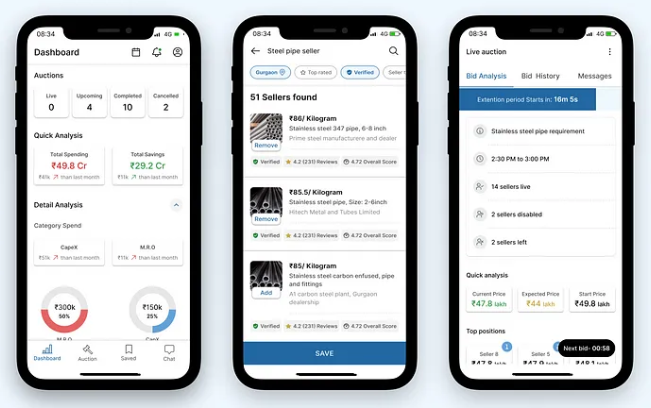 08:34
4G
Dashboard
Auctions
Live
Upcoming
Completed
Cancelled
0
4
10
2
Quick Analysis
Total Spending
₹49.8 Cr
₹41k ↗ than last month
Total Savings
₹29.2 Cr
₹11k ↗ than last month
Detail Analysis
Category Spend
CapeX
₹51k ↗ than last month
M.R.O
₹11k ↗ than last month
₹300k
50%
₹150k
25%
M.R.O
CapeX
Dashboard
Auction
Saved
Chat
08:34
4G
Steel pipe seller
Gurgaon
Top-rated
Verified
51 Sellers found
₹86/ Kilogram
Stainless steel 347 pipe, 6-8 inch
Prime steel manufacturere and dealer
Remove
Verified
4.2 (231) Reviews
4.72 Overall Score
₹85.5/ Kilogram
Stainless steel pipe, Size: 2-6inch
Hitech Metal and Tubes Limited
Remove
Verified
4.2 (231) Reviews
4.72 Overall Score
₹85/ Kilogram
Stainless steel carbon enfused, pipe
and fittings
A1 carbon steel plant, Gurgaon
dealership
Add
Verified
4.2 (231) Reviews
4.72 Overall Score
SAVE
08:34
4G
Live auction
Bid Analysis
Bid History
Messages
Extention period Starts in: 16m 5s
Stainless steel pipe requirement
2:30 PM to 3:00 PM
14 sellers live
2 sellers disabled
2 sellers left
Quick analysis
Current Price
₹47.8 lakh
Expected Price
₹44 lakh
Start Price
₹49.8 lakh
Top positions
1
Seller 8
₹47.8 lakh
Seller 5
₹47.9 lakh
₹48.1 lakh
Next bid- 00:58